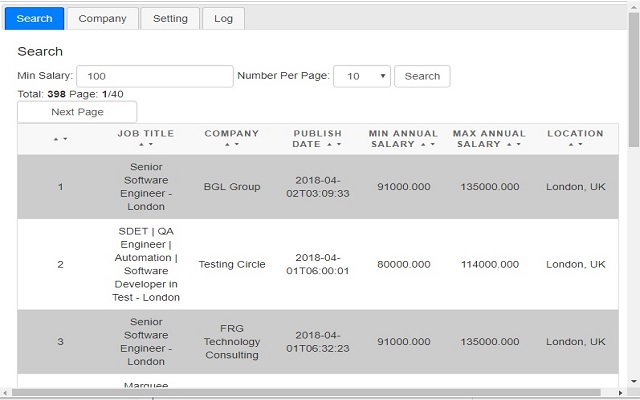 Search Company Setting Log
Search
Min Salary: 100 Number Per Page: 10 Search
Total: 398 Page: 1/40
Next Page
JOB TITLE COMPANY PUBLISH DATE MIN ANNUAL SALARY MAX ANNUAL SALARY LOCATION
1
Senior
Software
Engineer -
London
BGL Group
2018-04-
02T03:09:33
91000.000
135000.000
London, UK
2
SDET | QA
Engineer |
Automation |
Software
Developer in
Test - London
Testing Circle
2018-04-
01T06:00:01
80000.000
114000.000
London, UK
3
Senior
Software
Engineer -
London
FRG
Technology
Consulting
2018-04-
01T06:32:23
91000.000
135000.000
London, UK
Marquee